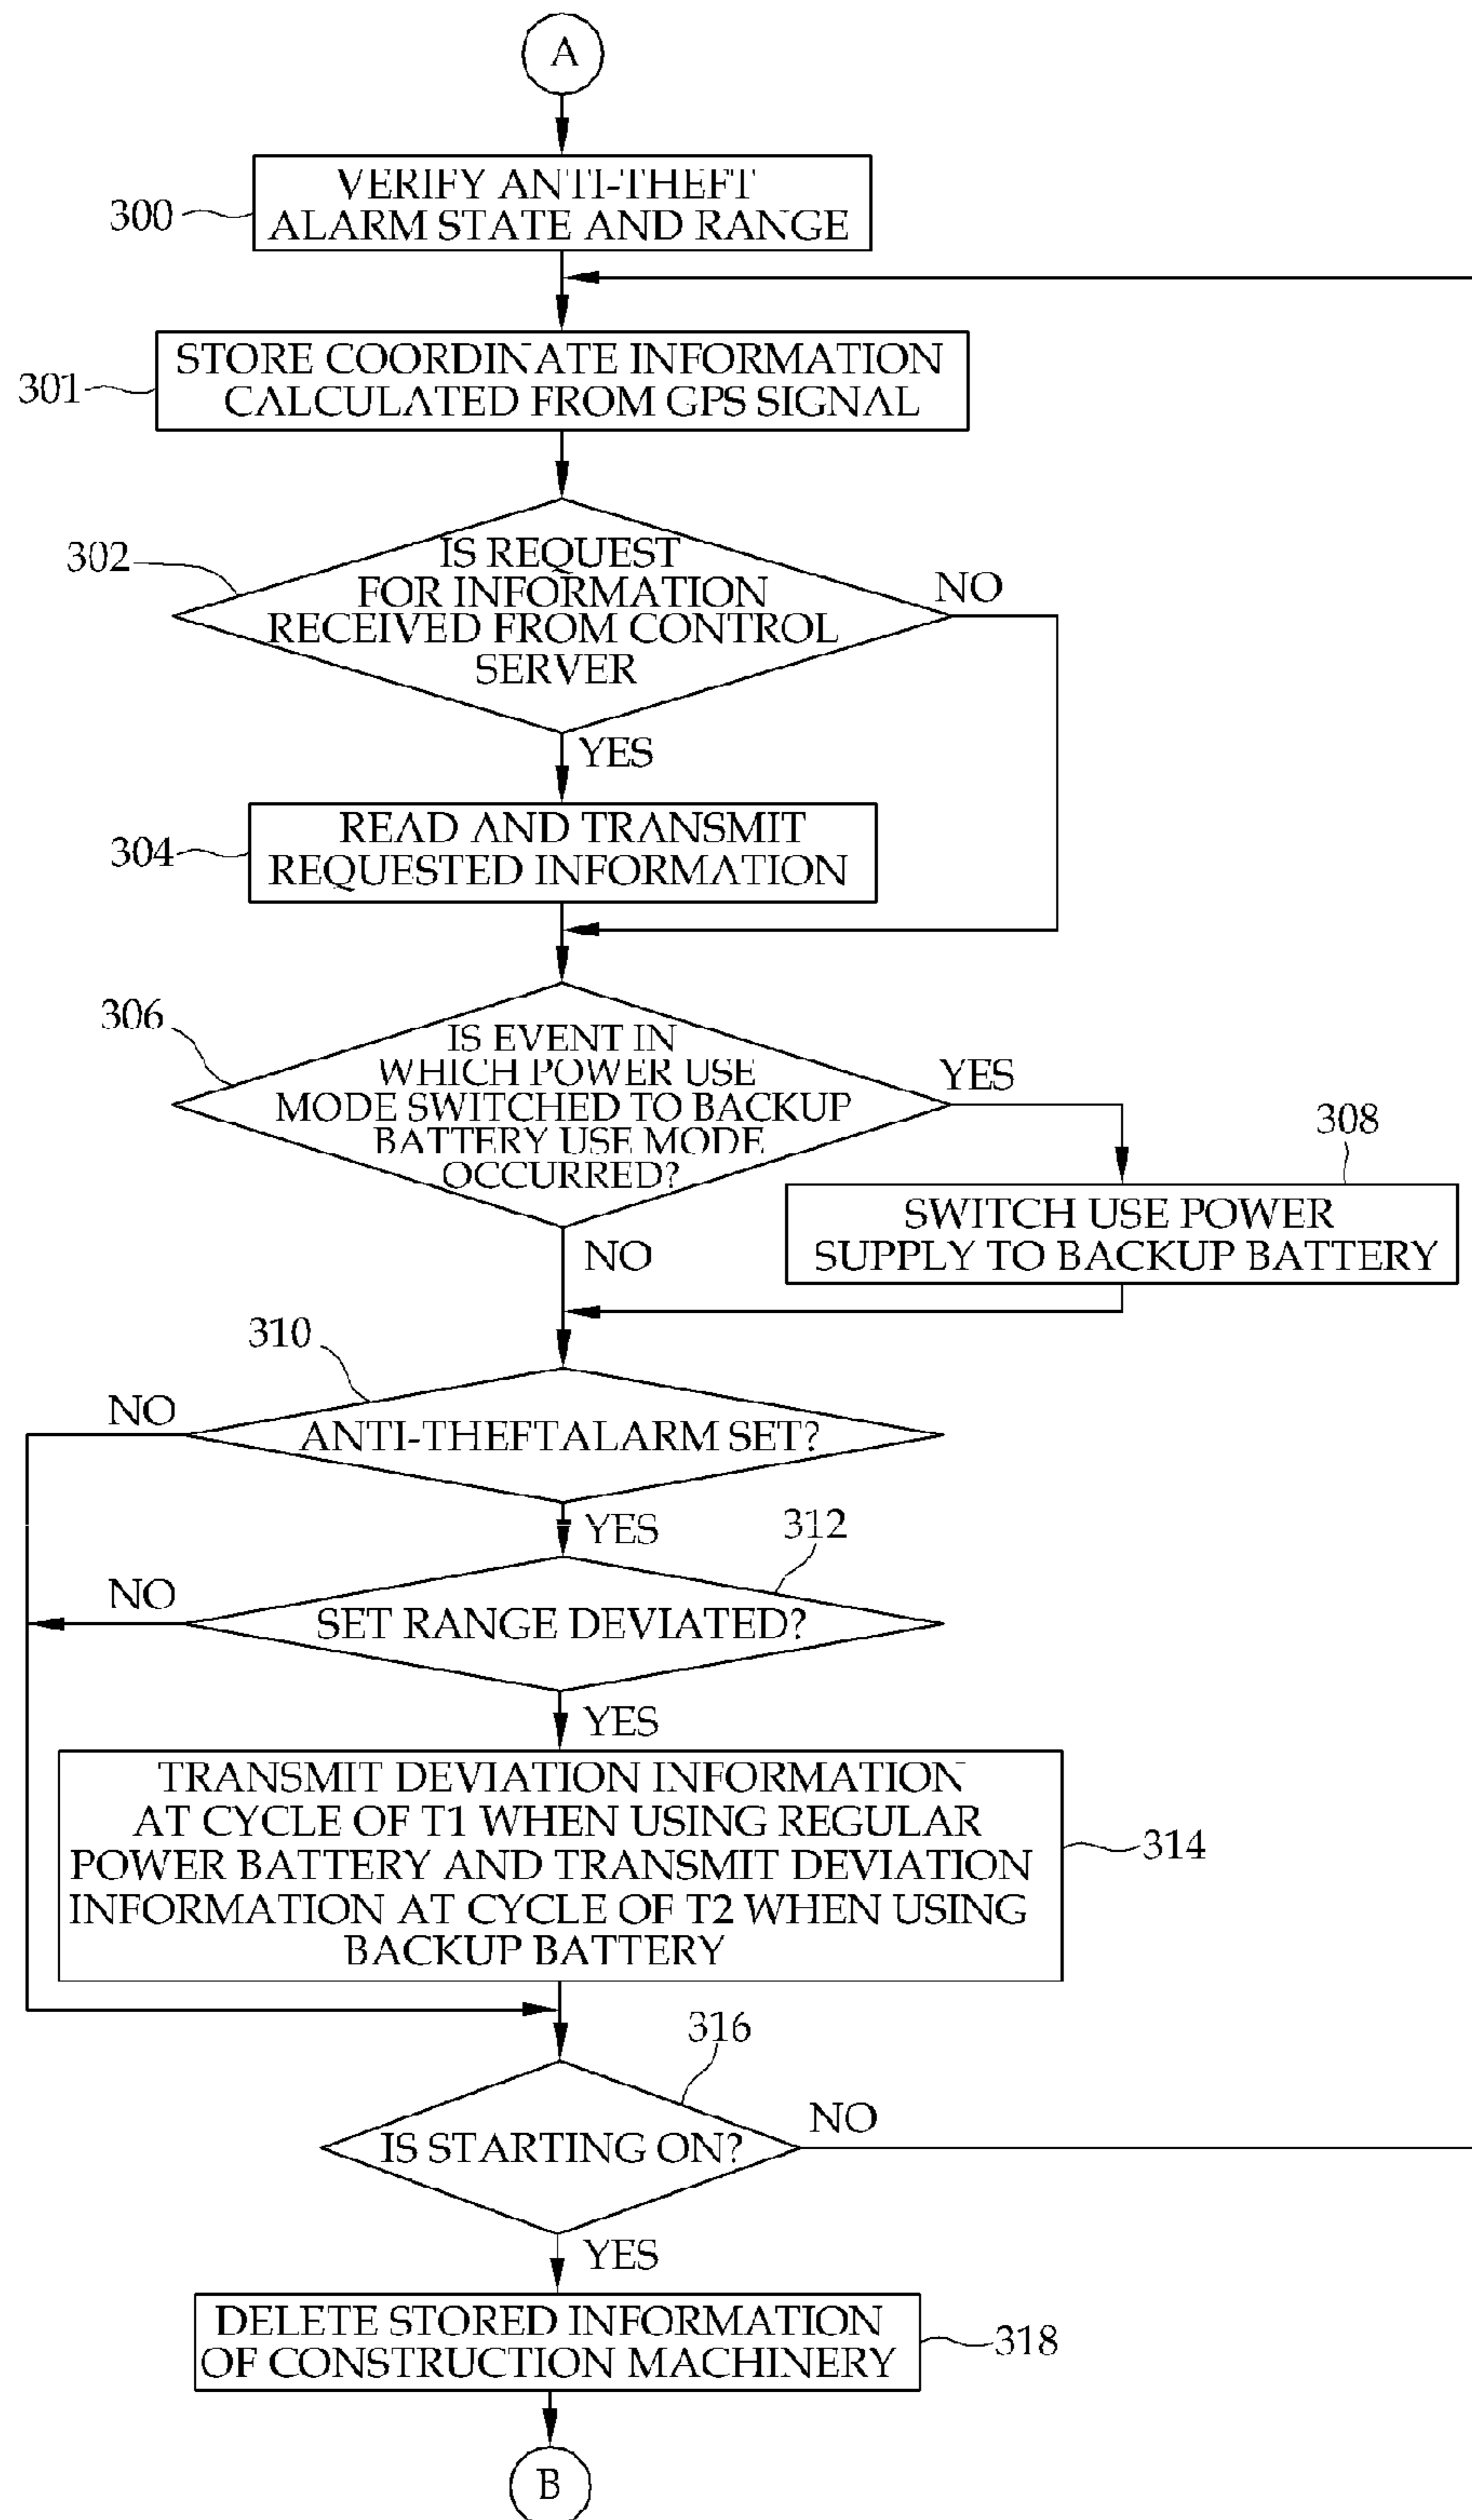 A
VERIFY ANTI-THEFT
ALARM STATE AND RANGE
300
STORE COORDINATE INFORMATION
CALCULATED FROM GPS SIGNAL
301
302
IS REQUEST
FOR INFORMATION
RECEIVED FROM CONTROL
SERVER
NO
YES
READ AND TRANSMIT
REQUESTED INFORMATION
304
306
IS EVENT IN
WHICH POWER USE
MODE SWITCHED TO BACKUP
BATTERY USE MODE
OCCURRED?
YES
308
SWITCH USE POWER
SUPPLY TO BACKUP BATTERY
NO
310
NO
ANTI-THEFTALARM SET?
YES
312
NO
SET RANGE DEVIATED?
YES
TRANSMIT DEVIATION INFORMATION
AT CYCLE OF T1 WHEN USING REGULAR
POWER BATTERY AND TRANSMIT DEVIATION
INFORMATION AT CYCLE OF T2 WHEN USING
BACKUP BATTERY
314
316
NO
IS STARTING ON?
YES
DELETE STORED INFORMATION
OF CONSTRUCTION MACHINERY
318
B